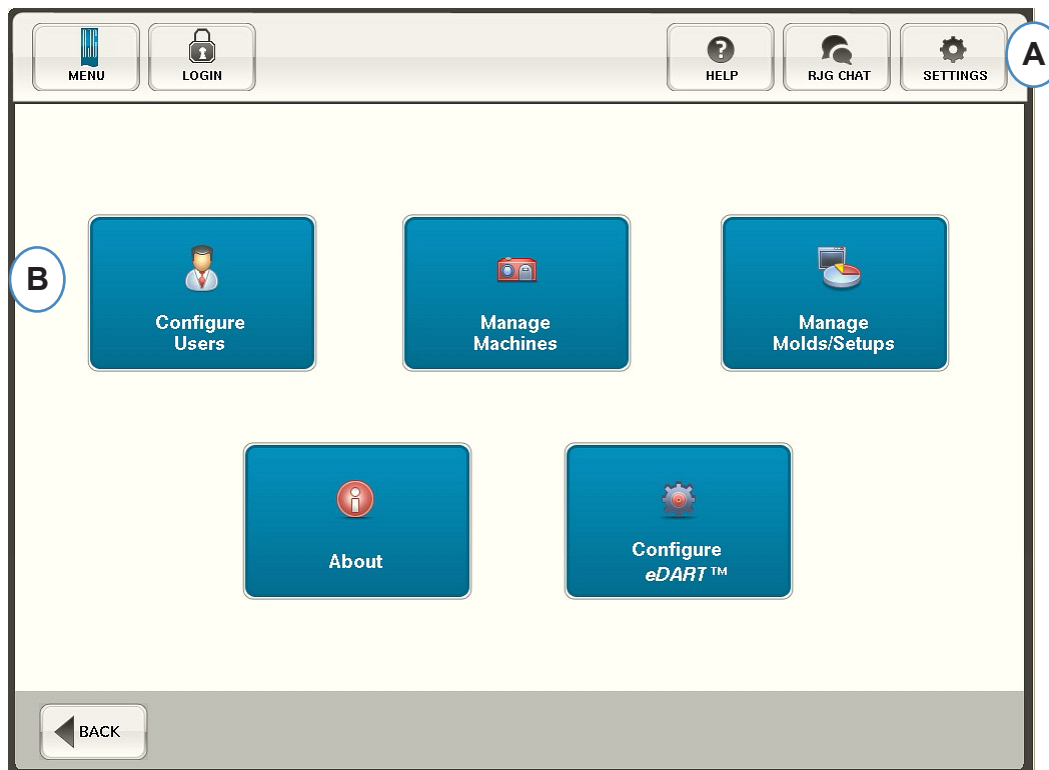 MENU
LOGIN
HELP
RJG CHAT
SETTINGS
A
B
Configure
Users
Manage
Machines
Manage
Molds/Setups
About
Configure
eDART™
BACK